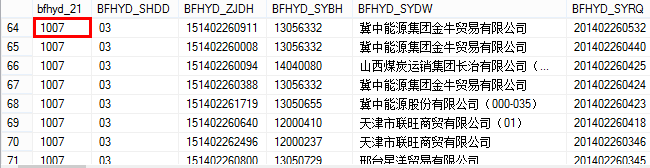 bfhyd_21 BFHYD_SHDD BFHYD_ZJDH BFHYD_SYBH BFHYD_SYDW BFHYD_SYRQ
64 1007 03 151402260911 13056332 冀中能源集团金牛贸易有限公司 201402260532
65 1007 03 151402260008 13056332 冀中能源集团金牛贸易有限公司 201402260440
66 1007 03 151402260094 14040080 山西煤炭运销集团长治有限公司（... 201402260425
67 1007 03 151402260388 13056332 冀中能源集团金牛贸易有限公司 201402260424
68 1007 03 151402261719 13050655 冀中能源股份有限公司（000-035） 201402260423
69 1007 03 151402260640 12000410 天津市联旺商贸有限公司（01） 201402260418
70 1007 03 151402262496 12000237 天津市联旺商贸有限公司 201402260346
71 1007 03 151402260800 13050729 邢台星洋贸易有限公司 201402260345